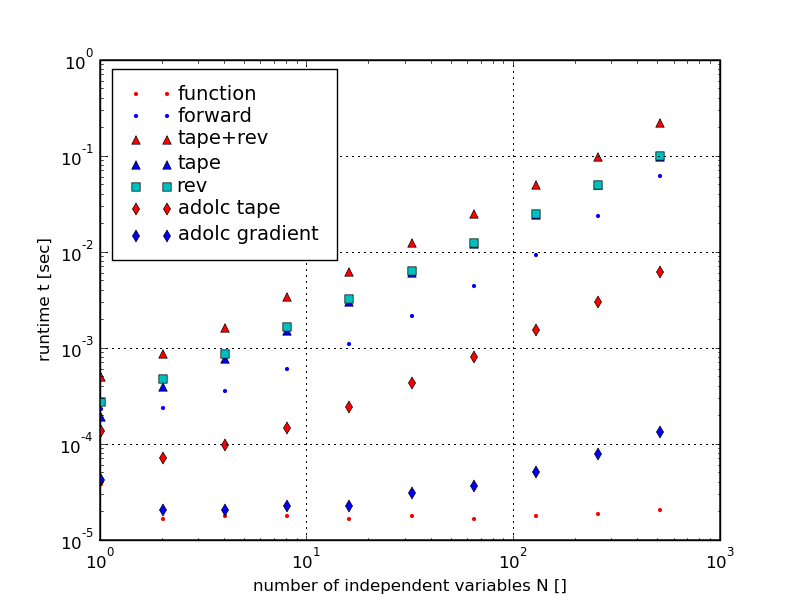 10^0
10^-1
10^-2
10^-3
10^-4
10^-5
runtime t [sec]
function
forward
tape+rev
tape
rev
adolc tape
adolc gradient
10^0 10^1 10^2 10^3
number of independent variables N []